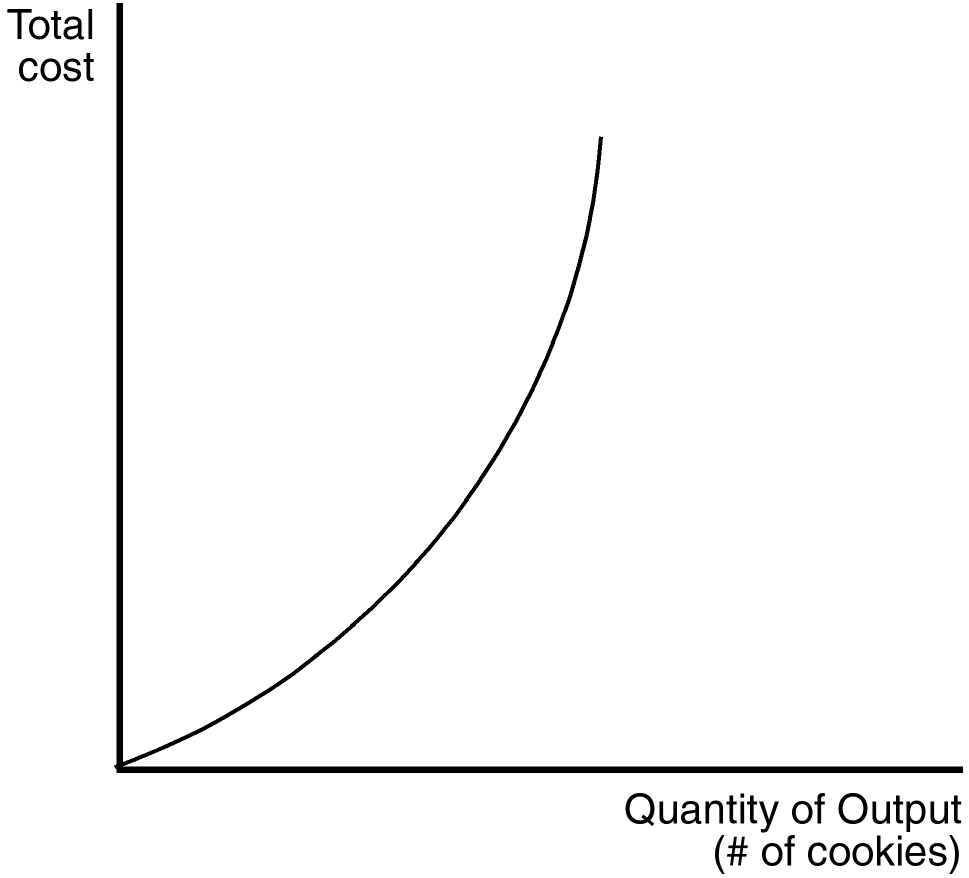 Total
cost
Quantity of Output
(# of cookies)